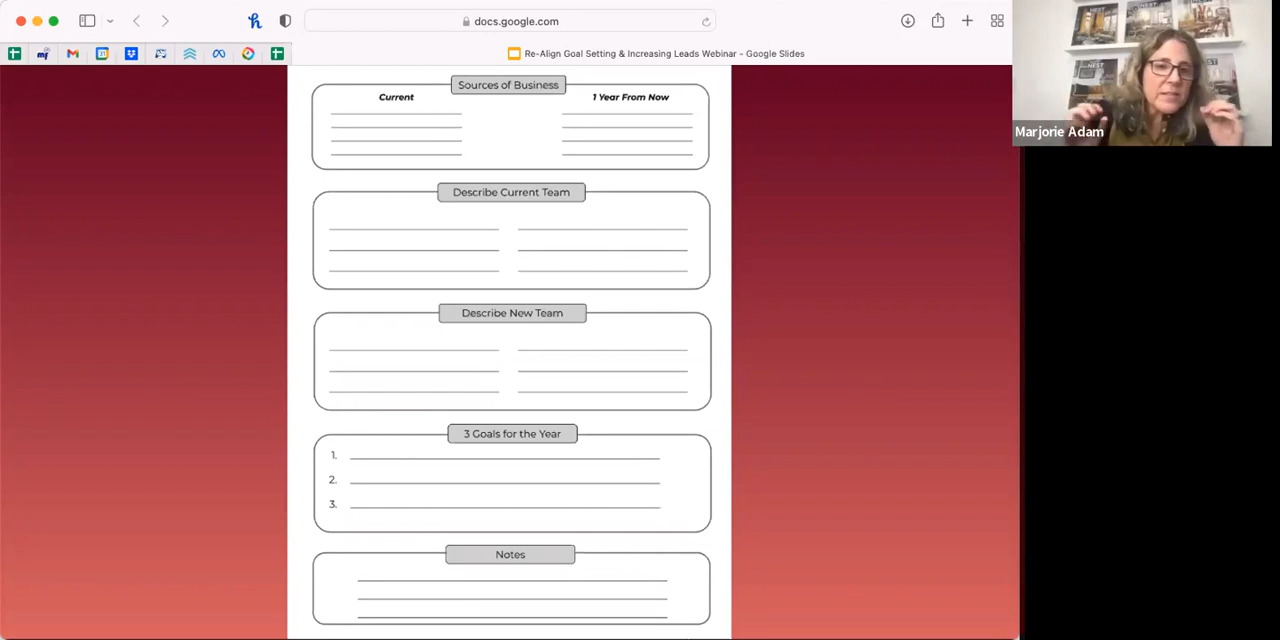 docs.google.com
Re-Align Goal Setting & Increasing Leads Webinar - Google Slides
Marjorie Adam
Sources of Business
Current
1 Year From Now
Describe Current Team
Describe New Team
3 Goals for the Year
1.
2.
3.
Notes